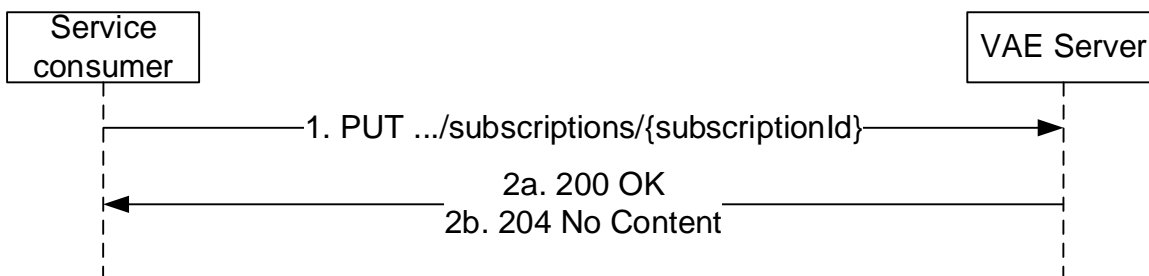 Service
consumer
VAE Server
1. PUT .../subscriptions/{subscriptionId}
2a. 200 OK
2b. 204 No Content